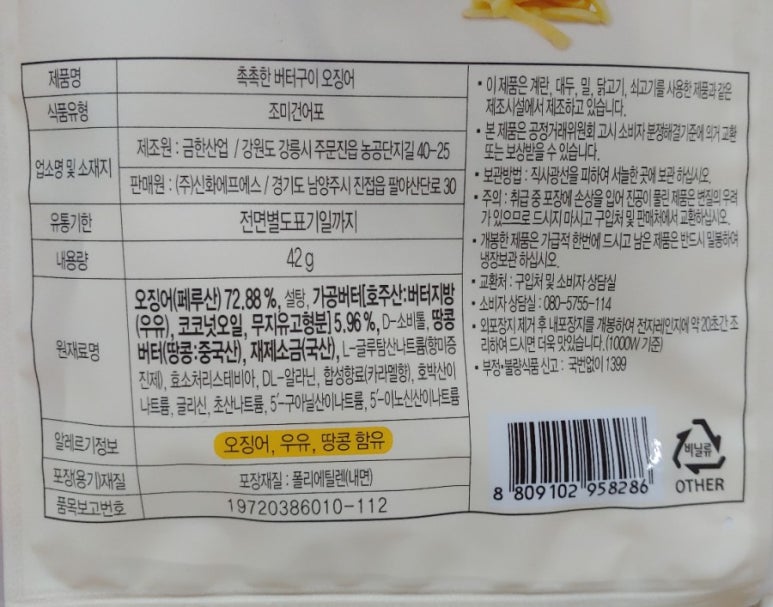 제품명 촉촉한 버터구이 오징어
식품유형 조미건어포
업소명 및 소재지 제조원 : 금한산업 / 강원도 강릉시 주문진읍 농공단지길 40-25
판매원 : (주)신화에프에스 / 경기도 남양주시 진접읍 팔야산단로 30
유통기한 전면별도표기일까지
내용량 42 g
원재료명
오징어(페루산) 72.88 %, 설탕, 가공버터[호주산:버터지방
(우유), 코코넛오일, 무지유고형분] 5.96 %, D-소비톨, 땅콩
버터(땅콩:중국산), 재제소금(국산), L-글루탐산나트륨(향미증
진제), 효소처리스테비아, DL-알라닌, 합성향료(카라멜향), 호박산이
나트륨, 글리신, 초산나트륨, 5'-구아닐산이나트륨, 5'-이노신산이나트륨
알레르기정보 오징어, 우유, 땅콩 함유
포장(용기)재질 포장재질 : 폴리에틸렌(내면)
품목보고번호 19720386010-112
• 이 제품은 계란, 대두, 밀, 닭고기, 쇠고기를 사용한 제품과 같은
제조시설에서 제조하고 있습니다.
• 본 제품은 공정거래위원회 고시 소비자 분쟁해결기준에 의거 교환
또는 보상받을 수 있습니다.
• 보관방법 : 직사광선을 피하여 서늘한 곳에 보관 하십시오.
• 주의 : 취급 중 포장에 손상을 입어 진공이 풀린 제품은 변질의 우려
가 있으므로 드시지 마시고 구입처 및 판매처에서 교환하십시오.
• 개봉한 제품은 가급적 한번에 드시고 남은 제품은 반드시 밀봉하여
냉장보관 하십시오.
• 교환처 : 구입처 및 소비자 상담실
• 소비자 상담실 : 080-5755-114
• 외포장지 제거 후 내포장지를 개봉하여 전자레인지에 약 20초간 조
리하여 드시면 더욱 맛있습니다.(1000W 기준)
• 부정·불량식품 신고 : 국번없이 1399
8 809102 958286
비닐류
OTHER